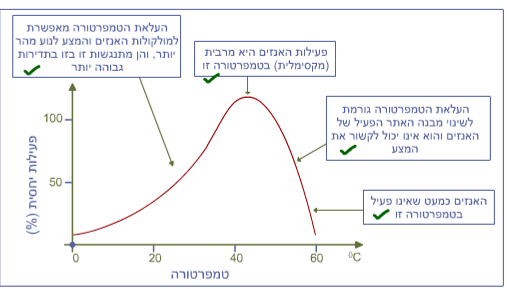 העלאת הטמפרטורה מאפשרת
למולקולות האנזים והמצע לנוע מהר
יותר, והן מתנגשות זו בזו בתדירות
גבוהה יותר
פעילות האנזים היא מרבית
(מקסימלית) בטמפרטורה זו
העלאת הטמפרטורה גורמת
לשינוי מבנה האתר הפעיל של
האנזים והוא אינו יכול לקשור את
המצע
האנזים כמעט שאינו פעיל
בטמפרטורה זו
פעילות יחסית (%)
100
50
0
20
40
60
⁰C
טמפרטורה